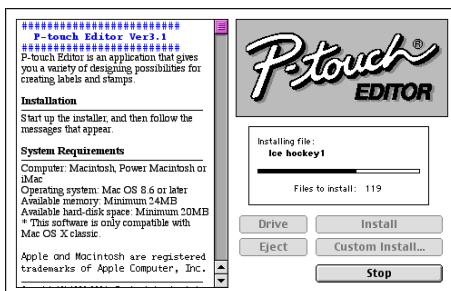 #########################
P-touch Editor Ver3.1
#########################
P-touch Editor is an application that gives
you a variety of designing possibilities for
creating labels and stamps.
Installation
Start up the installer, and then follow the
messages that appear.
System Requirements
Computer: Macintosh, Power Macintosh or
iMac
Operating system: Mac OS 8.6 or later
Available memory: Minimum 24MB
Available hard-disk space: Minimum 20MB
* This software is only compatible with
Mac OS X classic.
Apple and Macintosh are registered
trademarks of Apple Computer, Inc.
P-touch®
EDITOR
Installing file:
Ice hockey1
Files to install: 119
Drive
Install
Eject
Custom Install...
Stop